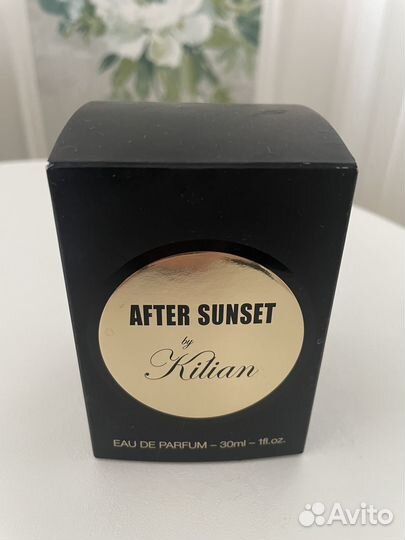 AFTER SUNSET
by
Kilian
EAU DE PARFUM – 30ml – 1fl.oz.
Avito